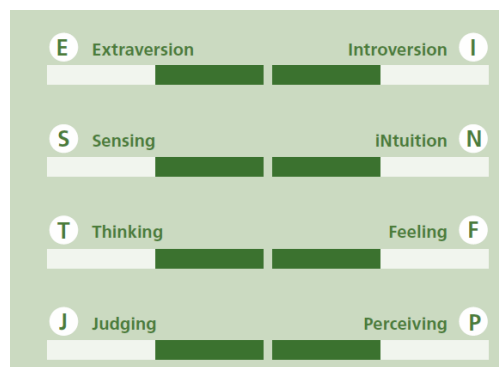 E Extraversion Introversion I
S Sensing iNtuition N
T Thinking Feeling F
J Judging Perceiving P